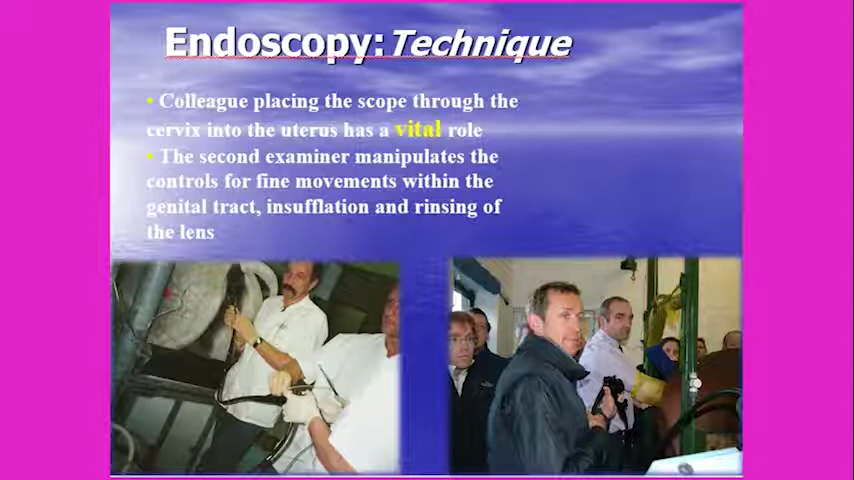 Endoscopy: Technique
• Colleague placing the scope through the
cervix into the uterus has a vital role
• The second examiner manipulates the
controls for fine movements within the
genital tract, insufflation and rinsing of
the lens